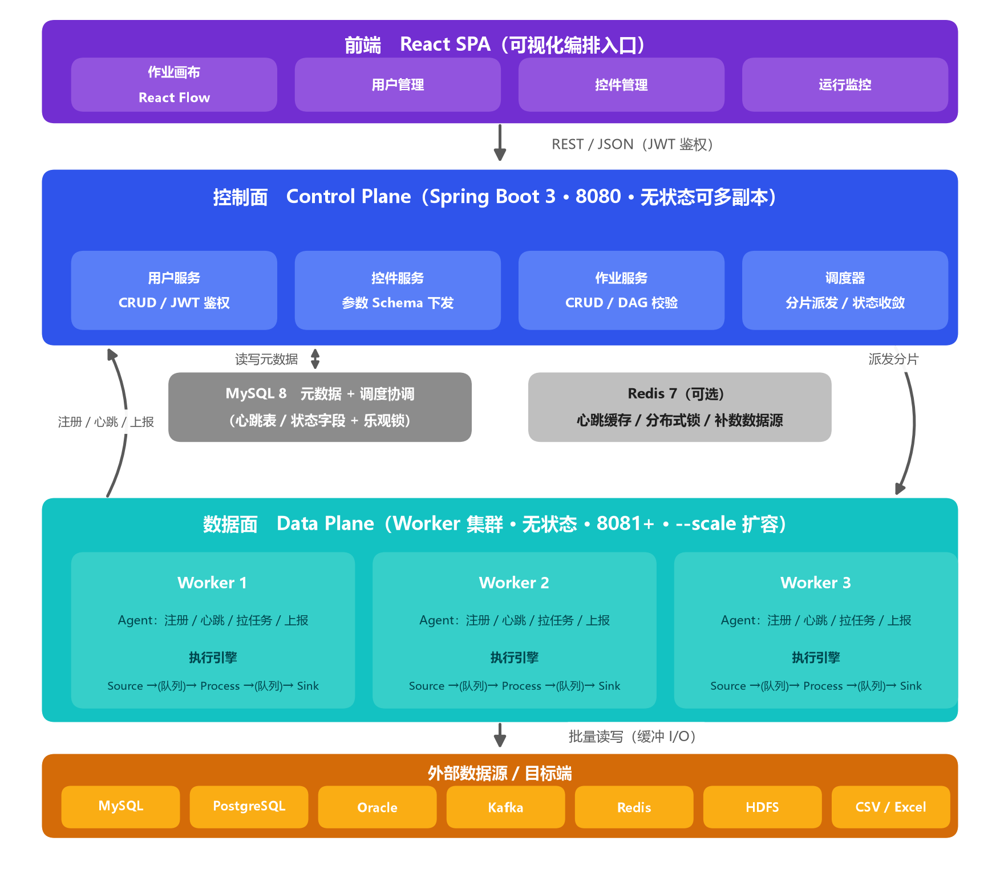 前端 React SPA（可视化编排入口）
作业画布
React Flow
用户管理
控件管理
运行监控
REST / JSON（JWT 鉴权）
控制面 Control Plane（Spring Boot 3 • 8080 • 无状态可多副本）
用户服务
CRUD / JWT 鉴权
控件服务
参数 Schema 下发
作业服务
CRUD / DAG 校验
调度器
分片派发 / 状态收敛
读写元数据
派发分片
MySQL 8 元数据 + 调度协调
（心跳表 / 状态字段 + 乐观锁）
Redis 7（可选）
心跳缓存 / 分布式锁 / 补数数据源
注册 / 心跳 / 上报
数据面 Data Plane（Worker 集群 • 无状态 • 8081+ • --scale 扩容）
Worker 1
Agent：注册 / 心跳 / 拉任务 / 上报
执行引擎
Source →(队列)→ Process →(队列)→ Sink
Worker 2
Agent：注册 / 心跳 / 拉任务 / 上报
执行引擎
Source →(队列)→ Process →(队列)→ Sink
Worker 3
Agent：注册 / 心跳 / 拉任务 / 上报
执行引擎
Source →(队列)→ Process →(队列)→ Sink
批量读写（缓冲 I/O）
外部数据源 / 目标端
MySQL
PostgreSQL
Oracle
Kafka
Redis
HDFS
CSV / Excel